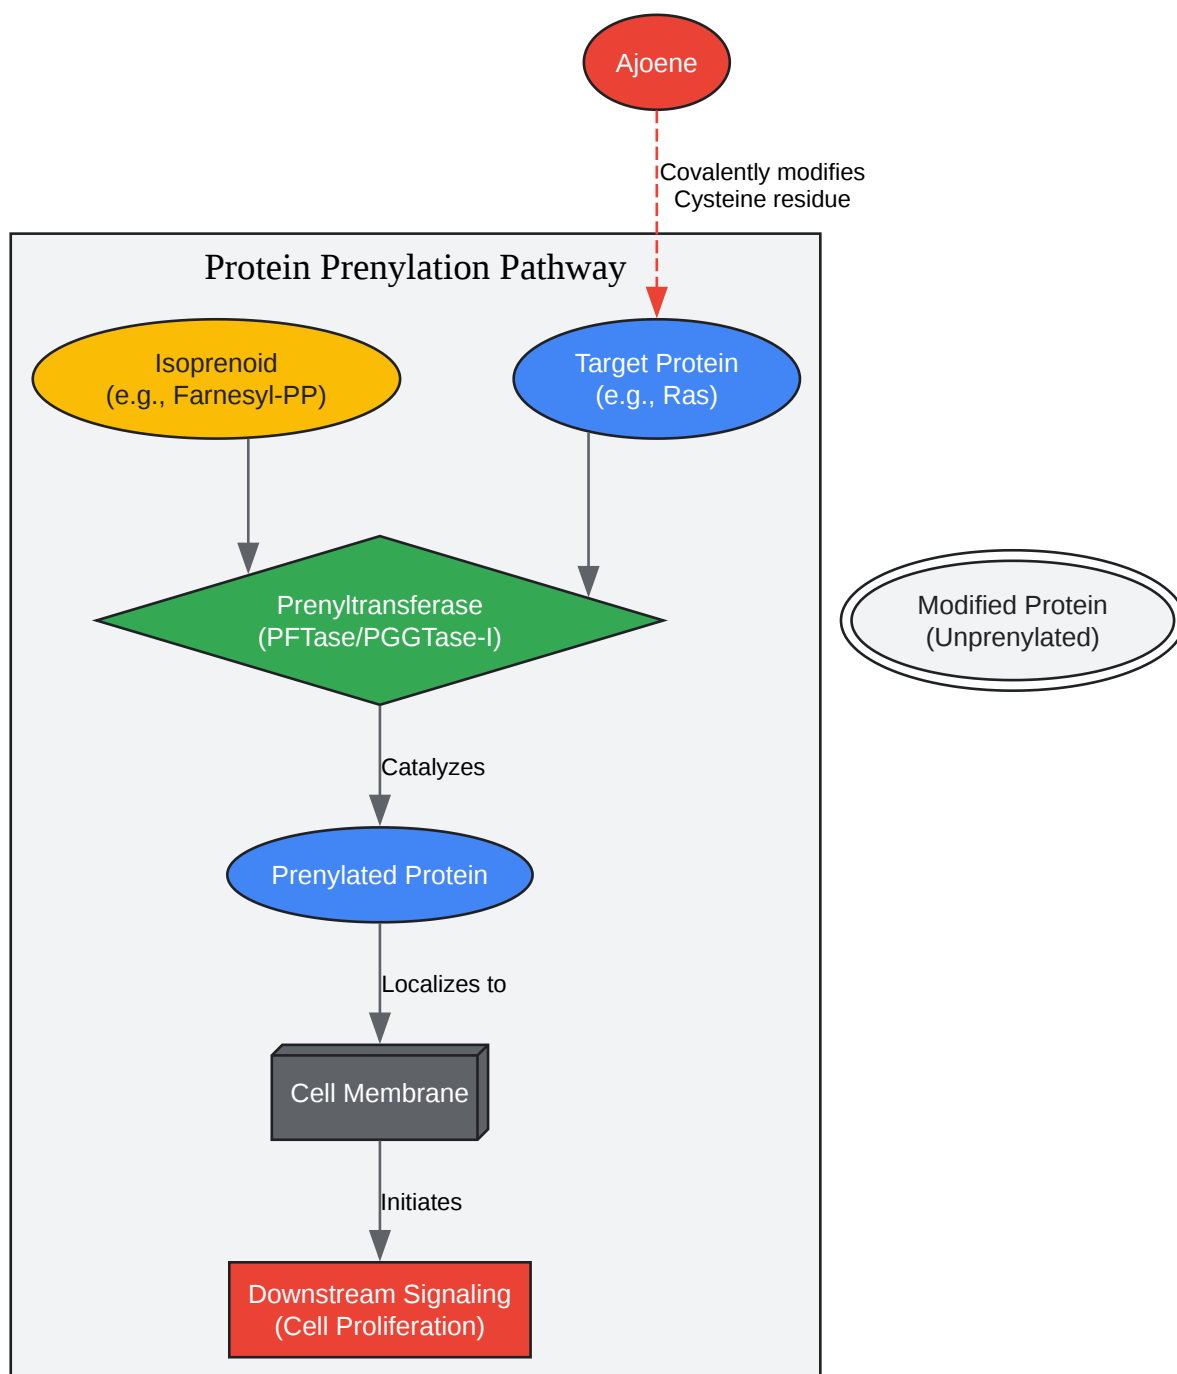 Ajoene
Covalently modifies
Cysteine residue
Protein Prenylation Pathway
Isoprenoid
(e.g., Farnesyl-PP)
Target Protein
(e.g., Ras)
Prenyltransferase
(PFTase/PGGTase-I)
Modified Protein
(Unprenylated)
Catalyzes
Prenylated Protein
Localizes to
Cell Membrane
Initiates
Downstream Signaling
(Cell Proliferation)